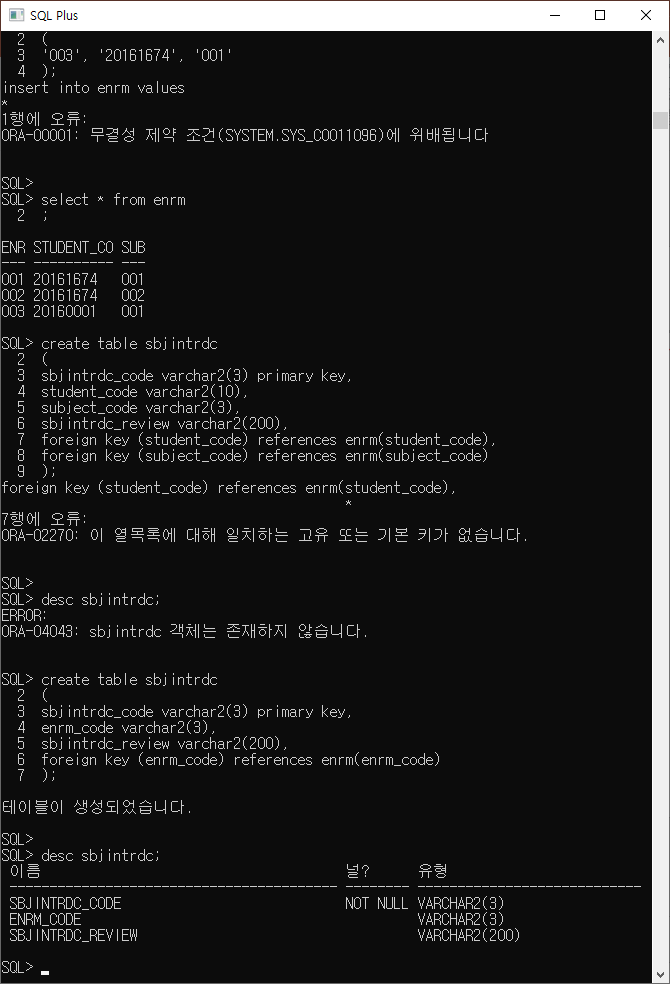 SQL Plus
  2  (
  3  '003', '20161674', '001'
  4  );
insert into enrm values
*
1행에 오류:
ORA-00001: 무결성 제약 조건(SYSTEM.SYS_C0011096)에 위배됩니다
SQL>
SQL> select * from enrm
  2  ;
ENR STUDENT_CO SUB
--- ---------- ---
001 20161674   001
002 20161674   002
003 20160001   001
SQL> create table sbjintrdc
  2  (
  3  sbjintrdc_code varchar2(3) primary key,
  4  student_code varchar2(10),
  5  subject_code varchar2(3),
  6  sbjintrdc_review varchar2(200),
  7  foreign key (student_code) references enrm(student_code),
  8  foreign key (subject_code) references enrm(subject_code)
  9  );
foreign key (student_code) references enrm(student_code),
                                           *
7행에 오류:
ORA-02270: 이 열목록에 대해 일치하는 고유 또는 기본 키가 없습니다.
SQL>
SQL> desc sbjintrdc;
ERROR:
ORA-04043: sbjintrdc 객체는 존재하지 않습니다.
SQL> create table sbjintrdc
  2  (
  3  sbjintrdc_code varchar2(3) primary key,
  4  enrm_code varchar2(3),
  5  sbjintrdc_review varchar2(200),
  6  foreign key (enrm_code) references enrm(enrm_code)
  7  );
테이블이 생성되었습니다.
SQL>
SQL> desc sbjintrdc;
 이름                                      널?      유형
 ----------------------------------------- -------- ----------------------------
 SBJINTRDC_CODE                            NOT NULL VARCHAR2(3)
 ENRM_CODE                                          VARCHAR2(3)
 SBJINTRDC_REVIEW                                   VARCHAR2(200)
SQL>